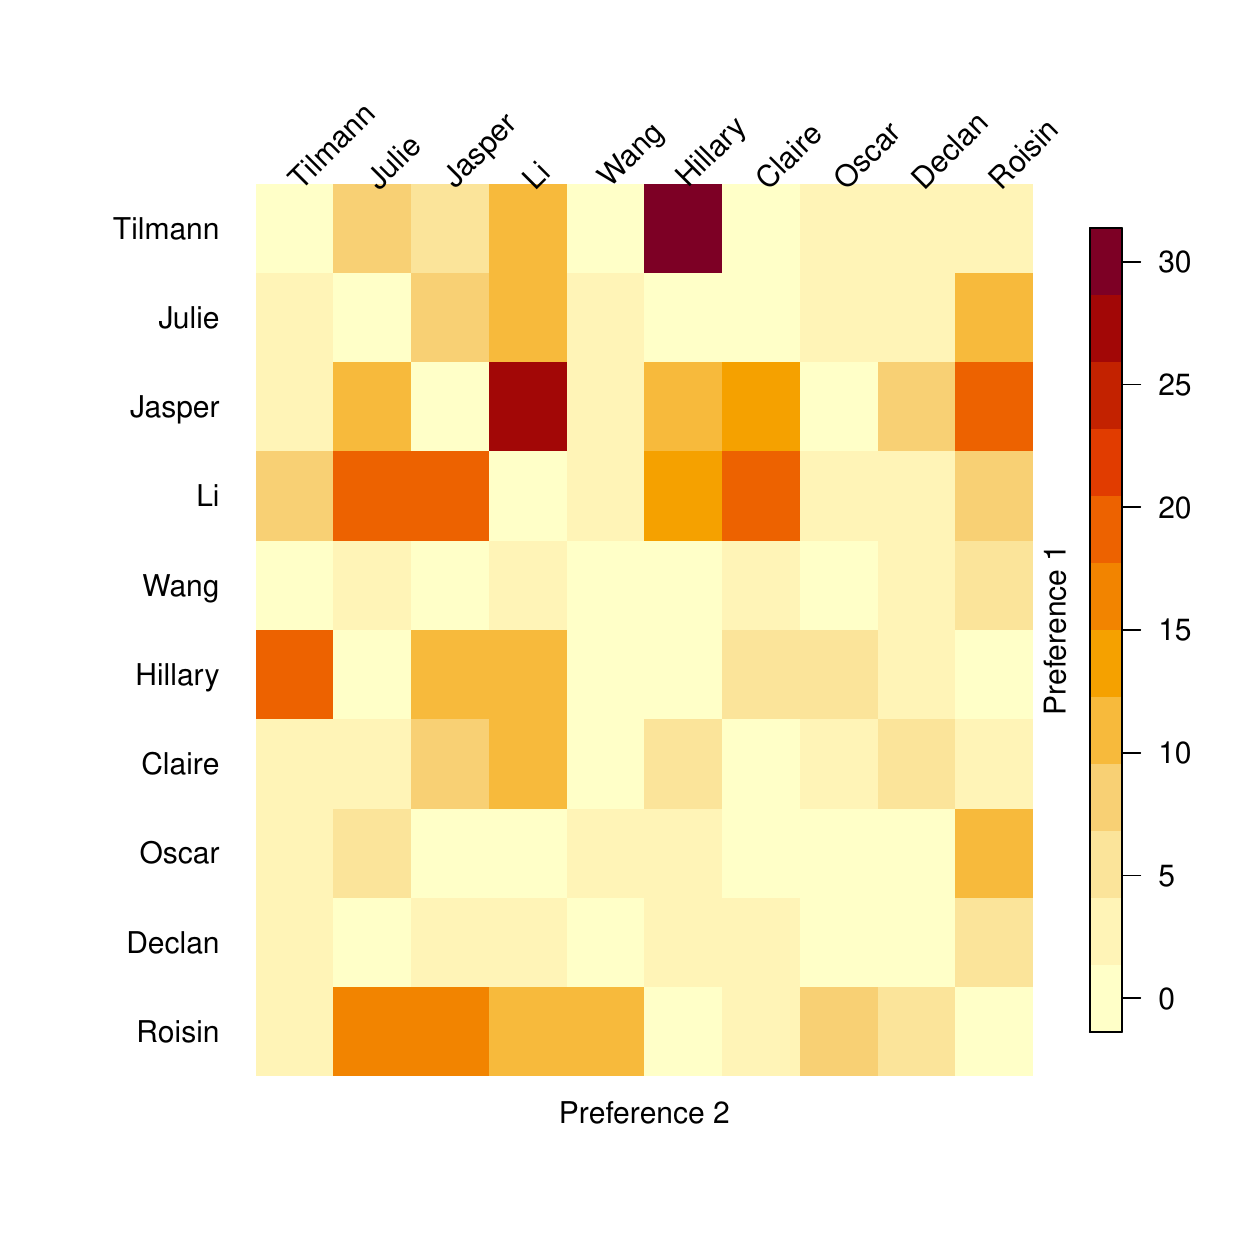 Tilmann
Julie
Jasper
Li
Wang
Hillary
Claire
Oscar
Declan
Roisin
Tilmann
Julie
Jasper
Li
Wang
Hillary
Claire
Oscar
Declan
Roisin
Preference 2
Preference 1
30
25
20
15
10
5
0